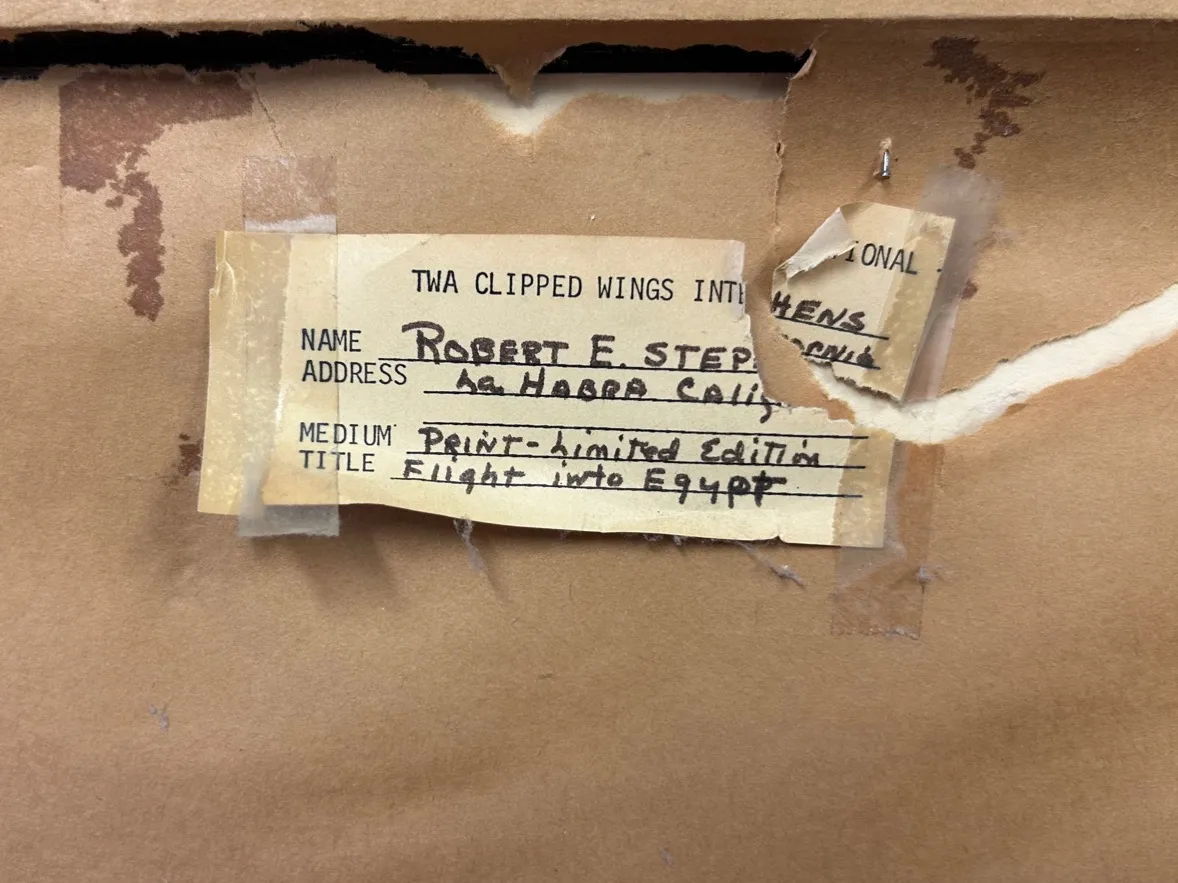 TWA CLIPPED WINGS INTE IONAL
NAME ROBERT E. STEP HENS
ADDRESS La HABRA Calif ornia
MEDIUM PRINT-Limited Edition
TITLE Flight into Egypt